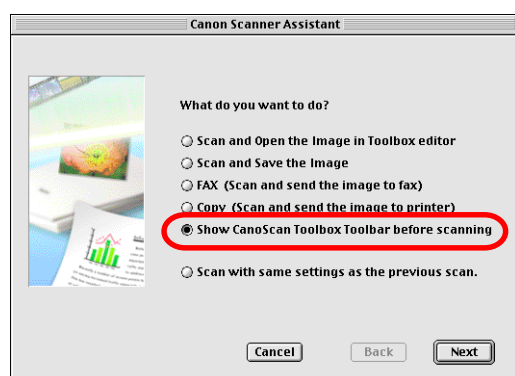 Canon Scanner Assistant
What do you want to do?
Scan and Open the Image in Toolbox editor
Scan and Save the Image
FAX (Scan and send the image to fax)
Copy (Scan and send the image to printer)
Show CanoScan Toolbox Toolbar before scanning
Scan with same settings as the previous scan.
Cancel
Back
Next